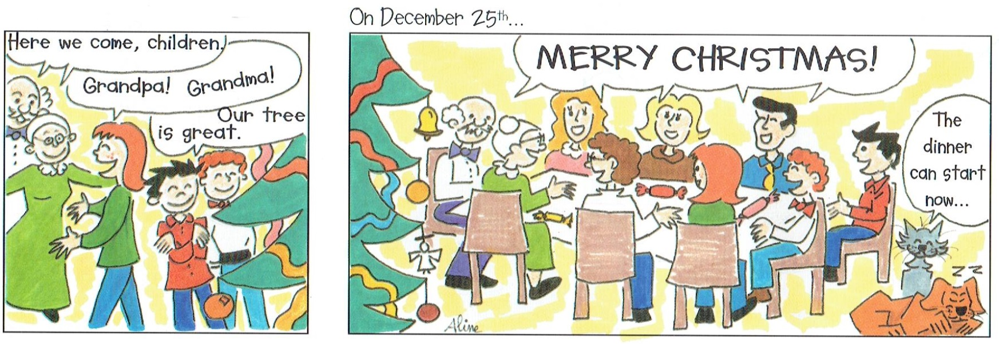 Here we come, children!
Grandpa! Grandma!
Our tree
is great.
On December 25th...
MERRY CHRISTMAS!
The
dinner
can start
now...
Z Z
Aline